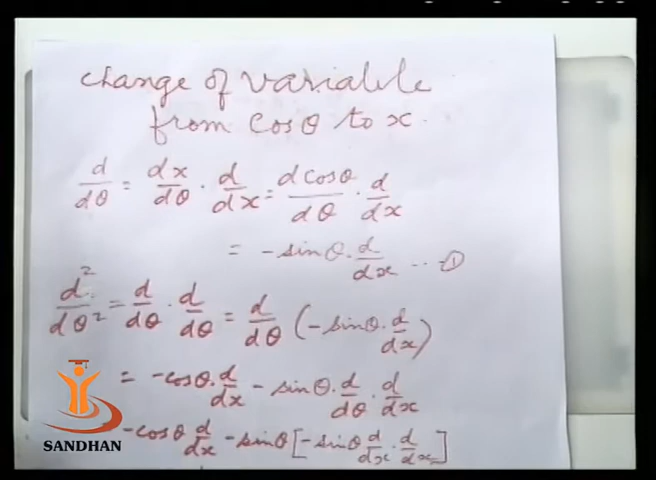 change of variable
from cosθ to x.
d/dθ = dx/dθ · d/dx = d cosθ/dθ · d/dx
= -sinθ · d/dx ... ①
d²/dθ² = d/dθ · d/dθ = d/dθ (-sinθ · d/dx)
= -cosθ · d/dx - sinθ · d/dθ · d/dx
-cosθ d/dx - sinθ [-sinθ d/dx · d/dx]
SANDHAN